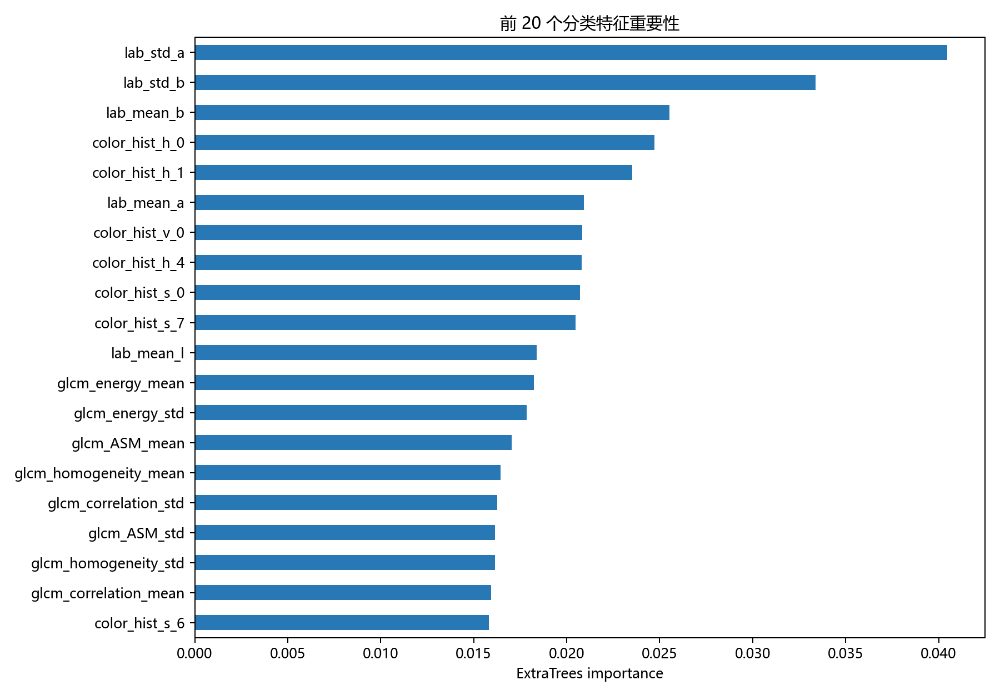 前 20 个分类特征重要性
lab_std_a
lab_std_b
lab_mean_b
color_hist_h_0
color_hist_h_1
lab_mean_a
color_hist_v_0
color_hist_h_4
color_hist_s_0
color_hist_s_7
lab_mean_l
glcm_energy_mean
glcm_energy_std
glcm_ASM_mean
glcm_homogeneity_mean
glcm_correlation_std
glcm_ASM_std
glcm_homogeneity_std
glcm_correlation_mean
color_hist_s_6
0.000 0.005 0.010 0.015 0.020 0.025 0.030 0.035 0.040
ExtraTrees importance